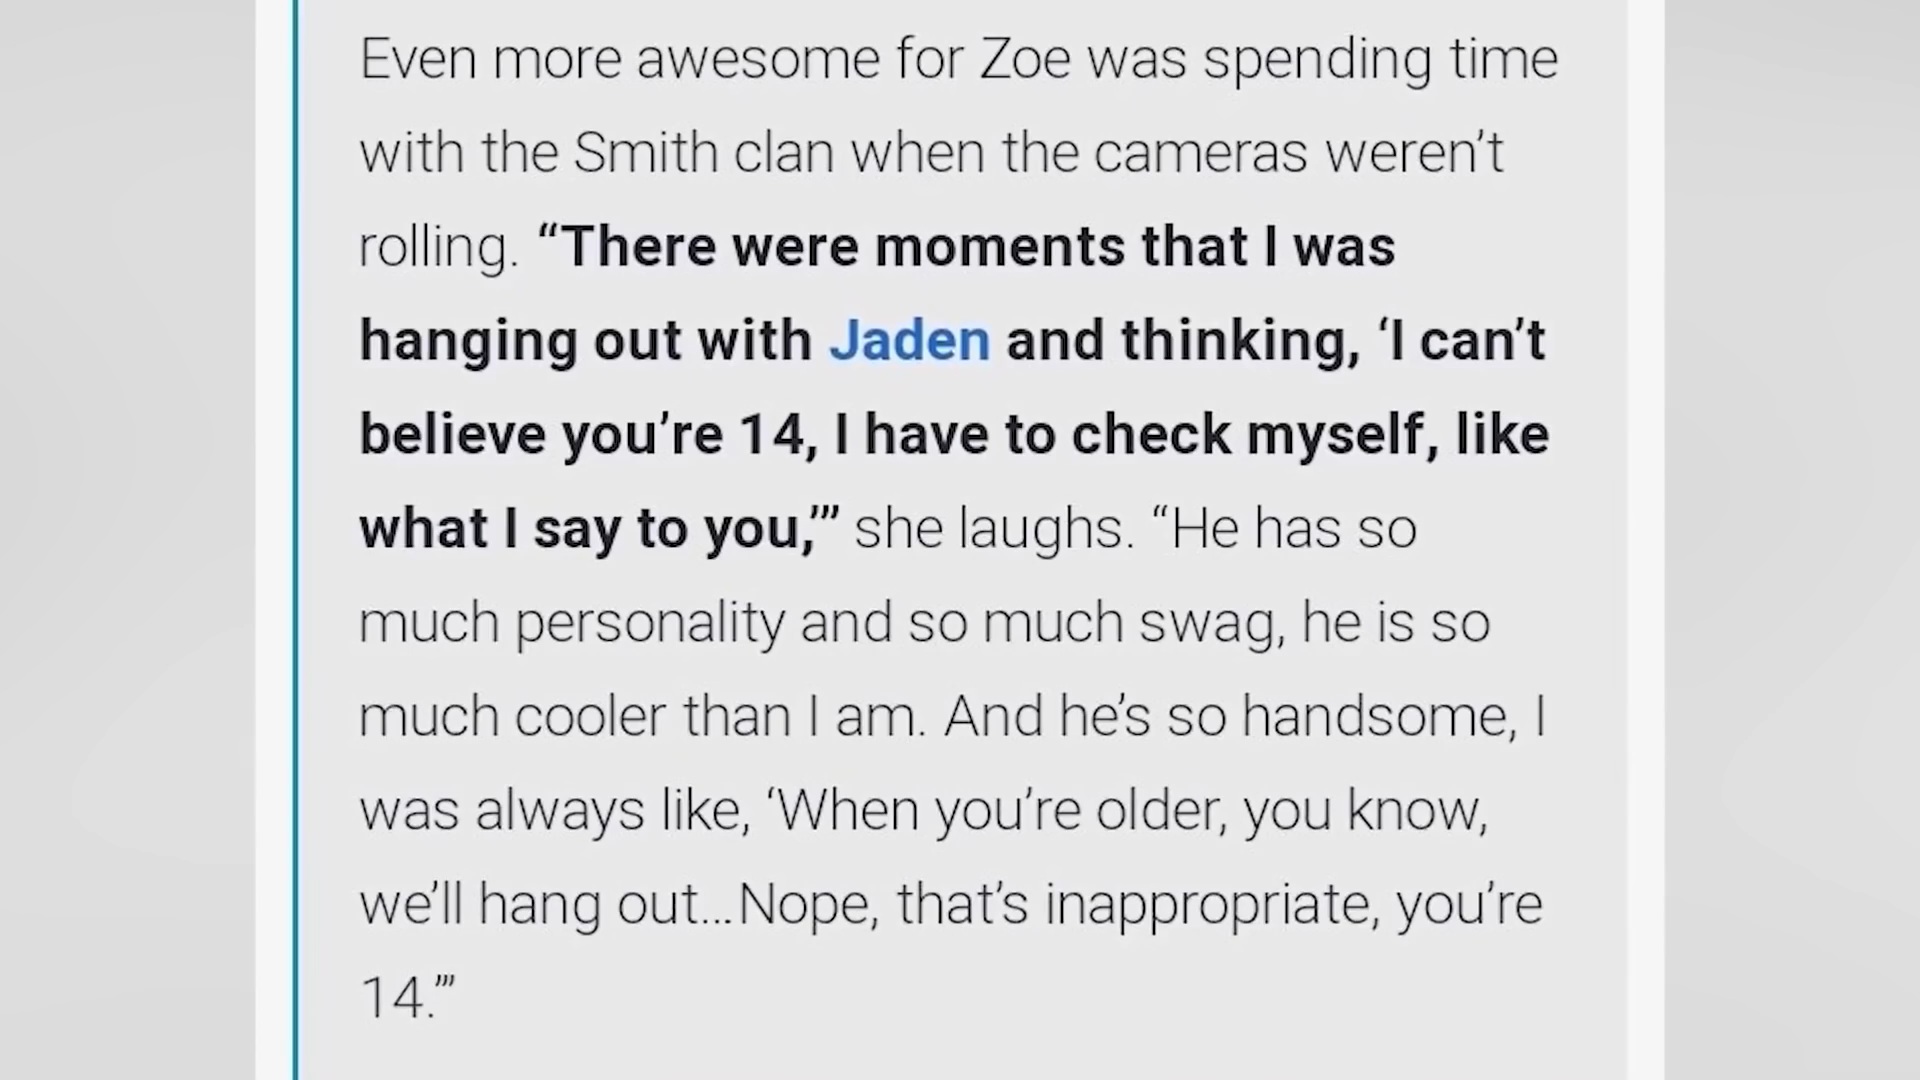 Even more awesome for Zoe was spending time
with the Smith clan when the cameras weren’t
rolling. “There were moments that I was
hanging out with Jaden and thinking, ‘I can’t
believe you’re 14, I have to check myself, like
what I say to you,’” she laughs. “He has so
much personality and so much swag, he is so
much cooler than I am. And he’s so handsome, I
was always like, ‘When you’re older, you know,
we’ll hang out…Nope, that’s inappropriate, you’re
14.’”